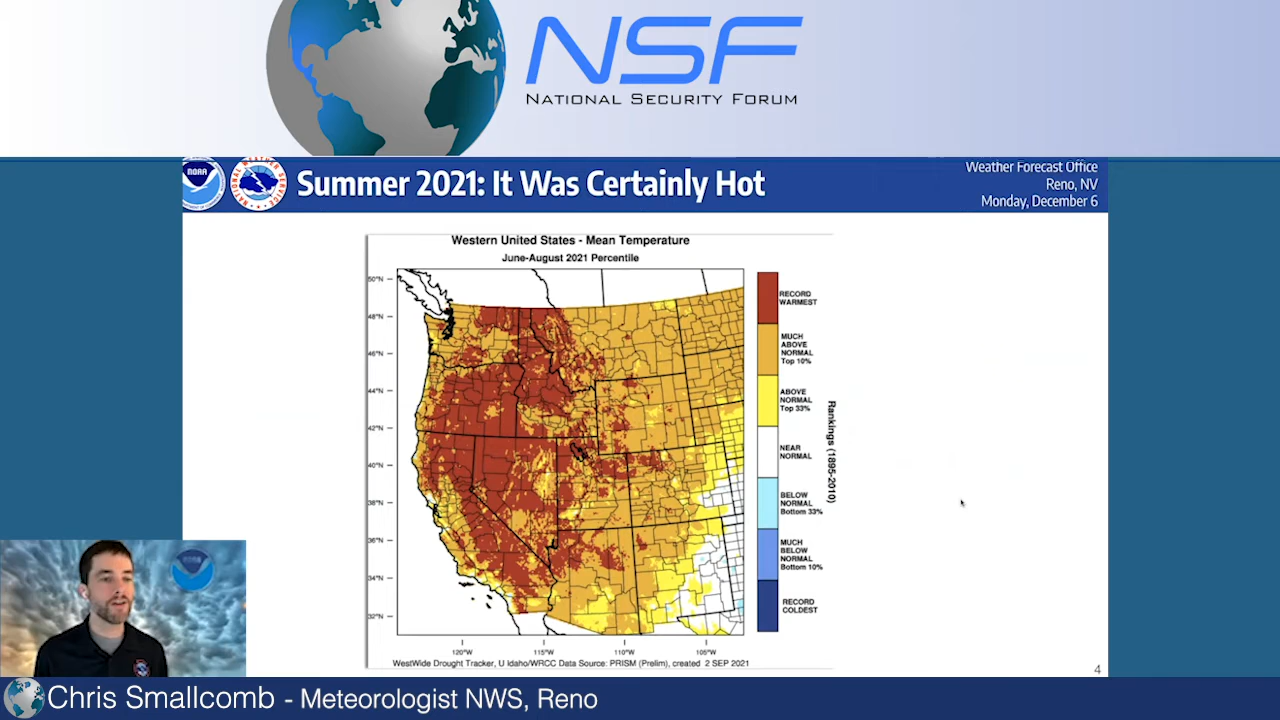 NSF
NATIONAL SECURITY FORUM
NOAA
NATIONAL WEATHER SERVICE
Summer 2021: It Was Certainly Hot
Weather Forecast Office
Reno, NV
Monday, December 6
Western United States - Mean Temperature
June-August 2021 Percentile
50°N
48°N
46°N
44°N
42°N
40°N
38°N
36°N
34°N
32°N
120°W
115°W
110°W
105°W
RECORD
WARMEST
MUCH
ABOVE
NORMAL
Top 10%
ABOVE
NORMAL
Top 33%
NEAR
NORMAL
BELOW
NORMAL
Bottom 33%
MUCH
BELOW
NORMAL
Bottom 10%
RECORD
COLDEST
Rankings (1895-2010)
WestWide Drought Tracker, U Idaho/WRCC Data Source: PRISM (Prelim), created 2 SEP 2021
4
Chris Smallcomb - Meteorologist NWS, Reno